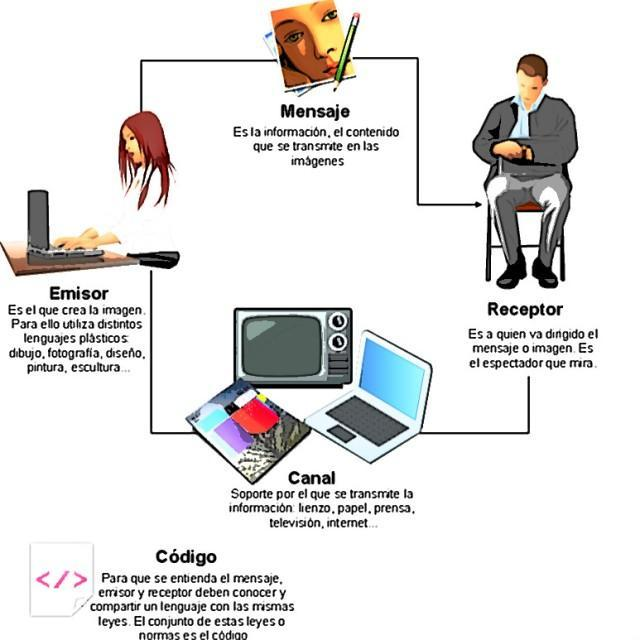 Mensaje
Es la información, el contenido
que se transmite en las
imágenes
Emisor
Es el que crea la imagen.
Para ello utiliza distintos
lenguajes plásticos:
dibujo, fotografía, diseño,
pintura, escultura...
Receptor
Es a quien va dirigido el
mensaje o imagen. Es
el espectador que mira.
Canal
Soporte por el que se transmite la
información: lienzo, papel, prensa,
televisión, internet...
Código
</>
Para que se entienda el mensaje,
emisor y receptor deben conocer y
compartir un lenguaje con las mismas
leyes. El conjunto de estas leyes o
normas es el código